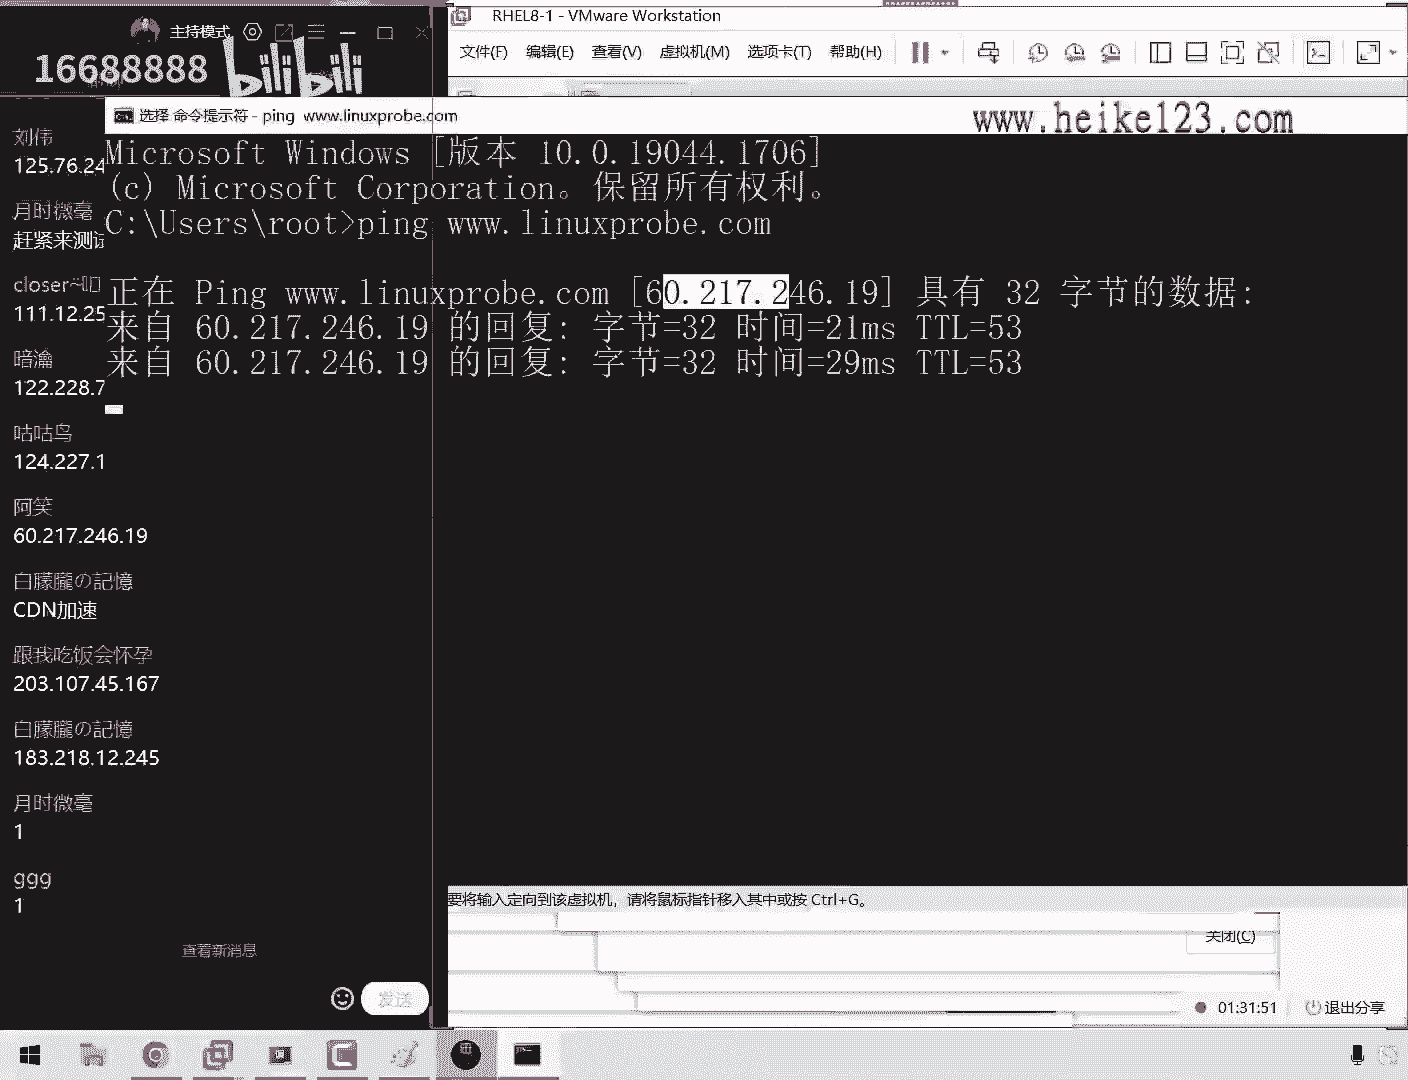 主持模式
16688888 bilibili
RHEL8-1 - VMware Workstation
文件(F) 编辑(E) 查看(V) 虚拟机(M) 选项卡(T) 帮助(H)
选择 命令提示符 - ping www.linuxprobe.com
www.heike123.com
Microsoft Windows [版本 10.0.19044.1706]
(c) Microsoft Corporation。保留所有权利。
C:\Users\root>ping www.linuxprobe.com
正在 Ping www.linuxprobe.com [60.217.246.19] 具有 32 字节的数据:
来自 60.217.246.19 的回复: 字节=32 时间=21ms TTL=53
来自 60.217.246.19 的回复: 字节=32 时间=29ms TTL=53
刘伟
125.76.24
月时微毫
赶紧来测试
closer~
111.12.25
暗瀹
122.228.7
咕咕鸟
124.227.1
阿笑
60.217.246.19
白朦朧の記憶
CDN加速
跟我吃饭会怀孕
203.107.45.167
白朦朧の記憶
183.218.12.245
月时微毫
1
ggg
1
查看新消息
发送
要将输入定向到该虚拟机，请将鼠标指针移入其中或按 Ctrl+G。
关闭(C)
01:31:51 退出分享